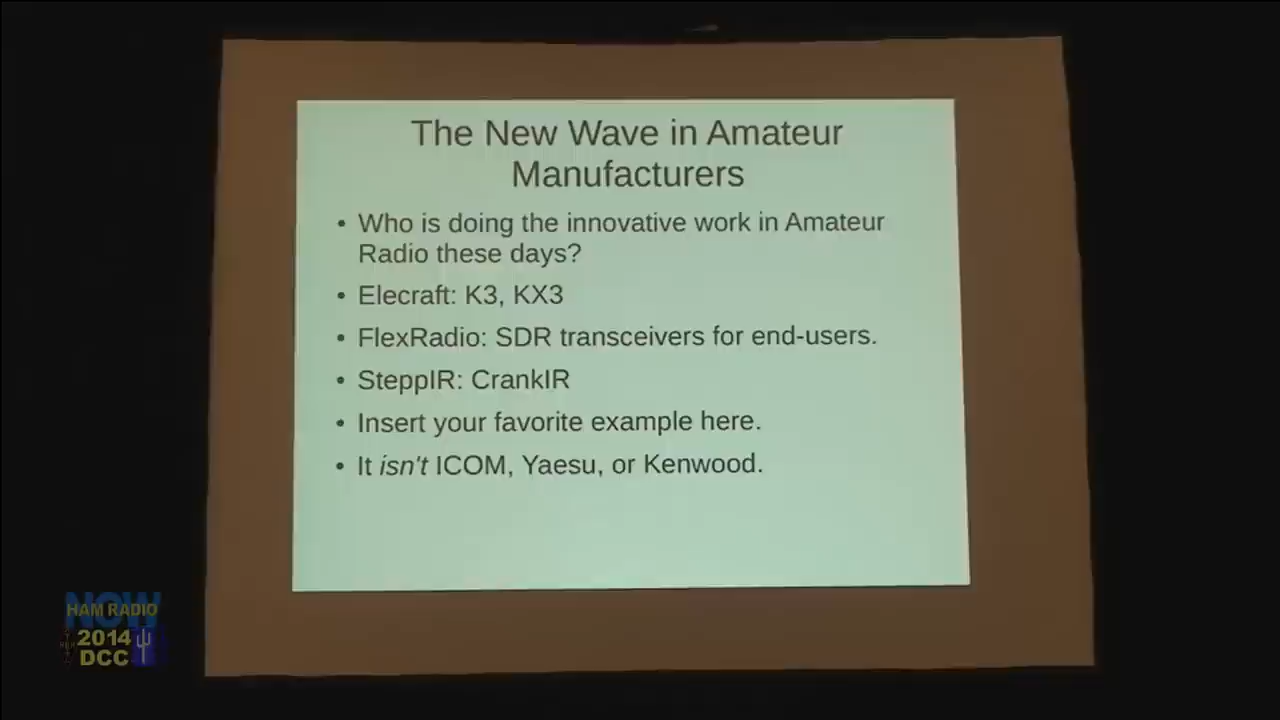 The New Wave in Amateur
Manufacturers
• Who is doing the innovative work in Amateur
Radio these days?
• Elecraft: K3, KX3
• FlexRadio: SDR transceivers for end-users.
• SteppIR: CrankIR
• Insert your favorite example here.
• It isn't ICOM, Yaesu, or Kenwood.
NOW
HAM RADIO
2014
DCC